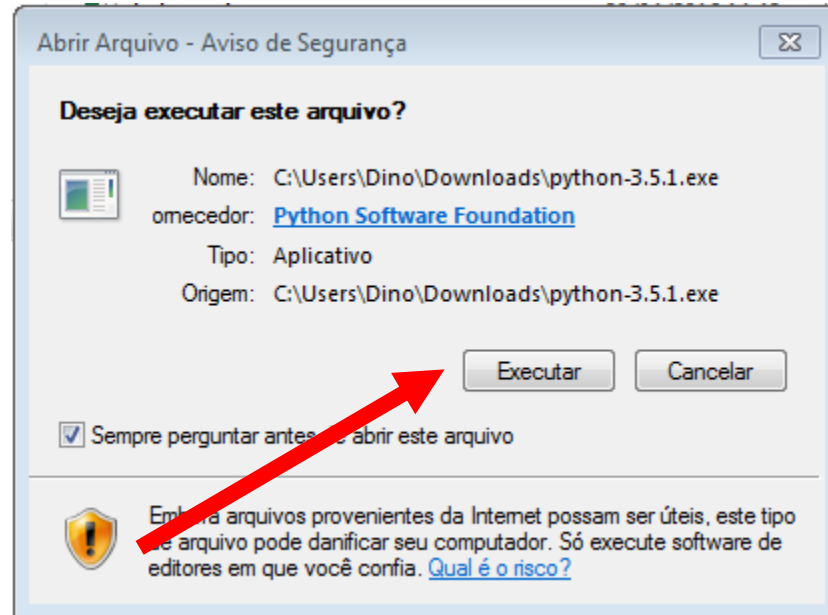 Abrir Arquivo - Aviso de Segurança
Deseja executar este arquivo?
Nome: C:\Users\Dino\Downloads\python-3.5.1.exe
ornecedor: Python Software Foundation
Tipo: Aplicativo
Origem: C:\Users\Dino\Downloads\python-3.5.1.exe
Executar Cancelar
Sempre perguntar antes de abrir este arquivo
Embora arquivos provenientes da Internet possam ser úteis, este tipo
de arquivo pode danificar seu computador. Só execute software de
editores em que você confia. Qual é o risco?